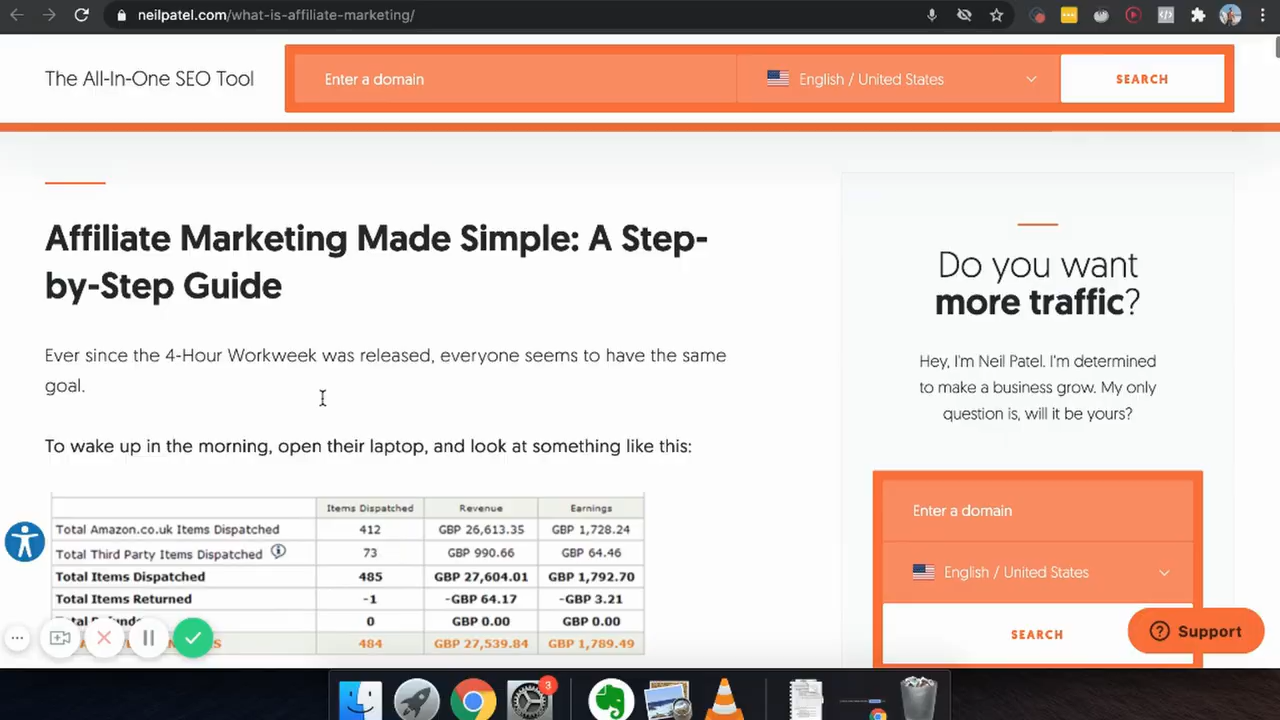 neilpatel.com/what-is-affiliate-marketing/
The All-In-One SEO Tool
Enter a domain
English / United States
SEARCH
Affiliate Marketing Made Simple: A Step-
by-Step Guide
Ever since the 4-Hour Workweek was released, everyone seems to have the same
goal.
To wake up in the morning, open their laptop, and look at something like this:
Items Dispatched Revenue Earnings
Total Amazon.co.uk Items Dispatched 412 GBP 26,613.35 GBP 1,728.24
Total Third Party Items Dispatched 73 GBP 990.66 GBP 64.46
Total Items Dispatched 485 GBP 27,604.01 GBP 1,792.70
Total Items Returned -1 -GBP 64.17 -GBP 3.21
0 GBP 0.00 GBP 0.00
484 GBP 27,539.84 GBP 1,789.49
Do you want
more traffic?
Hey, I'm Neil Patel. I'm determined
to make a business grow. My only
question is, will it be yours?
Enter a domain
English / United States
SEARCH
Support
3